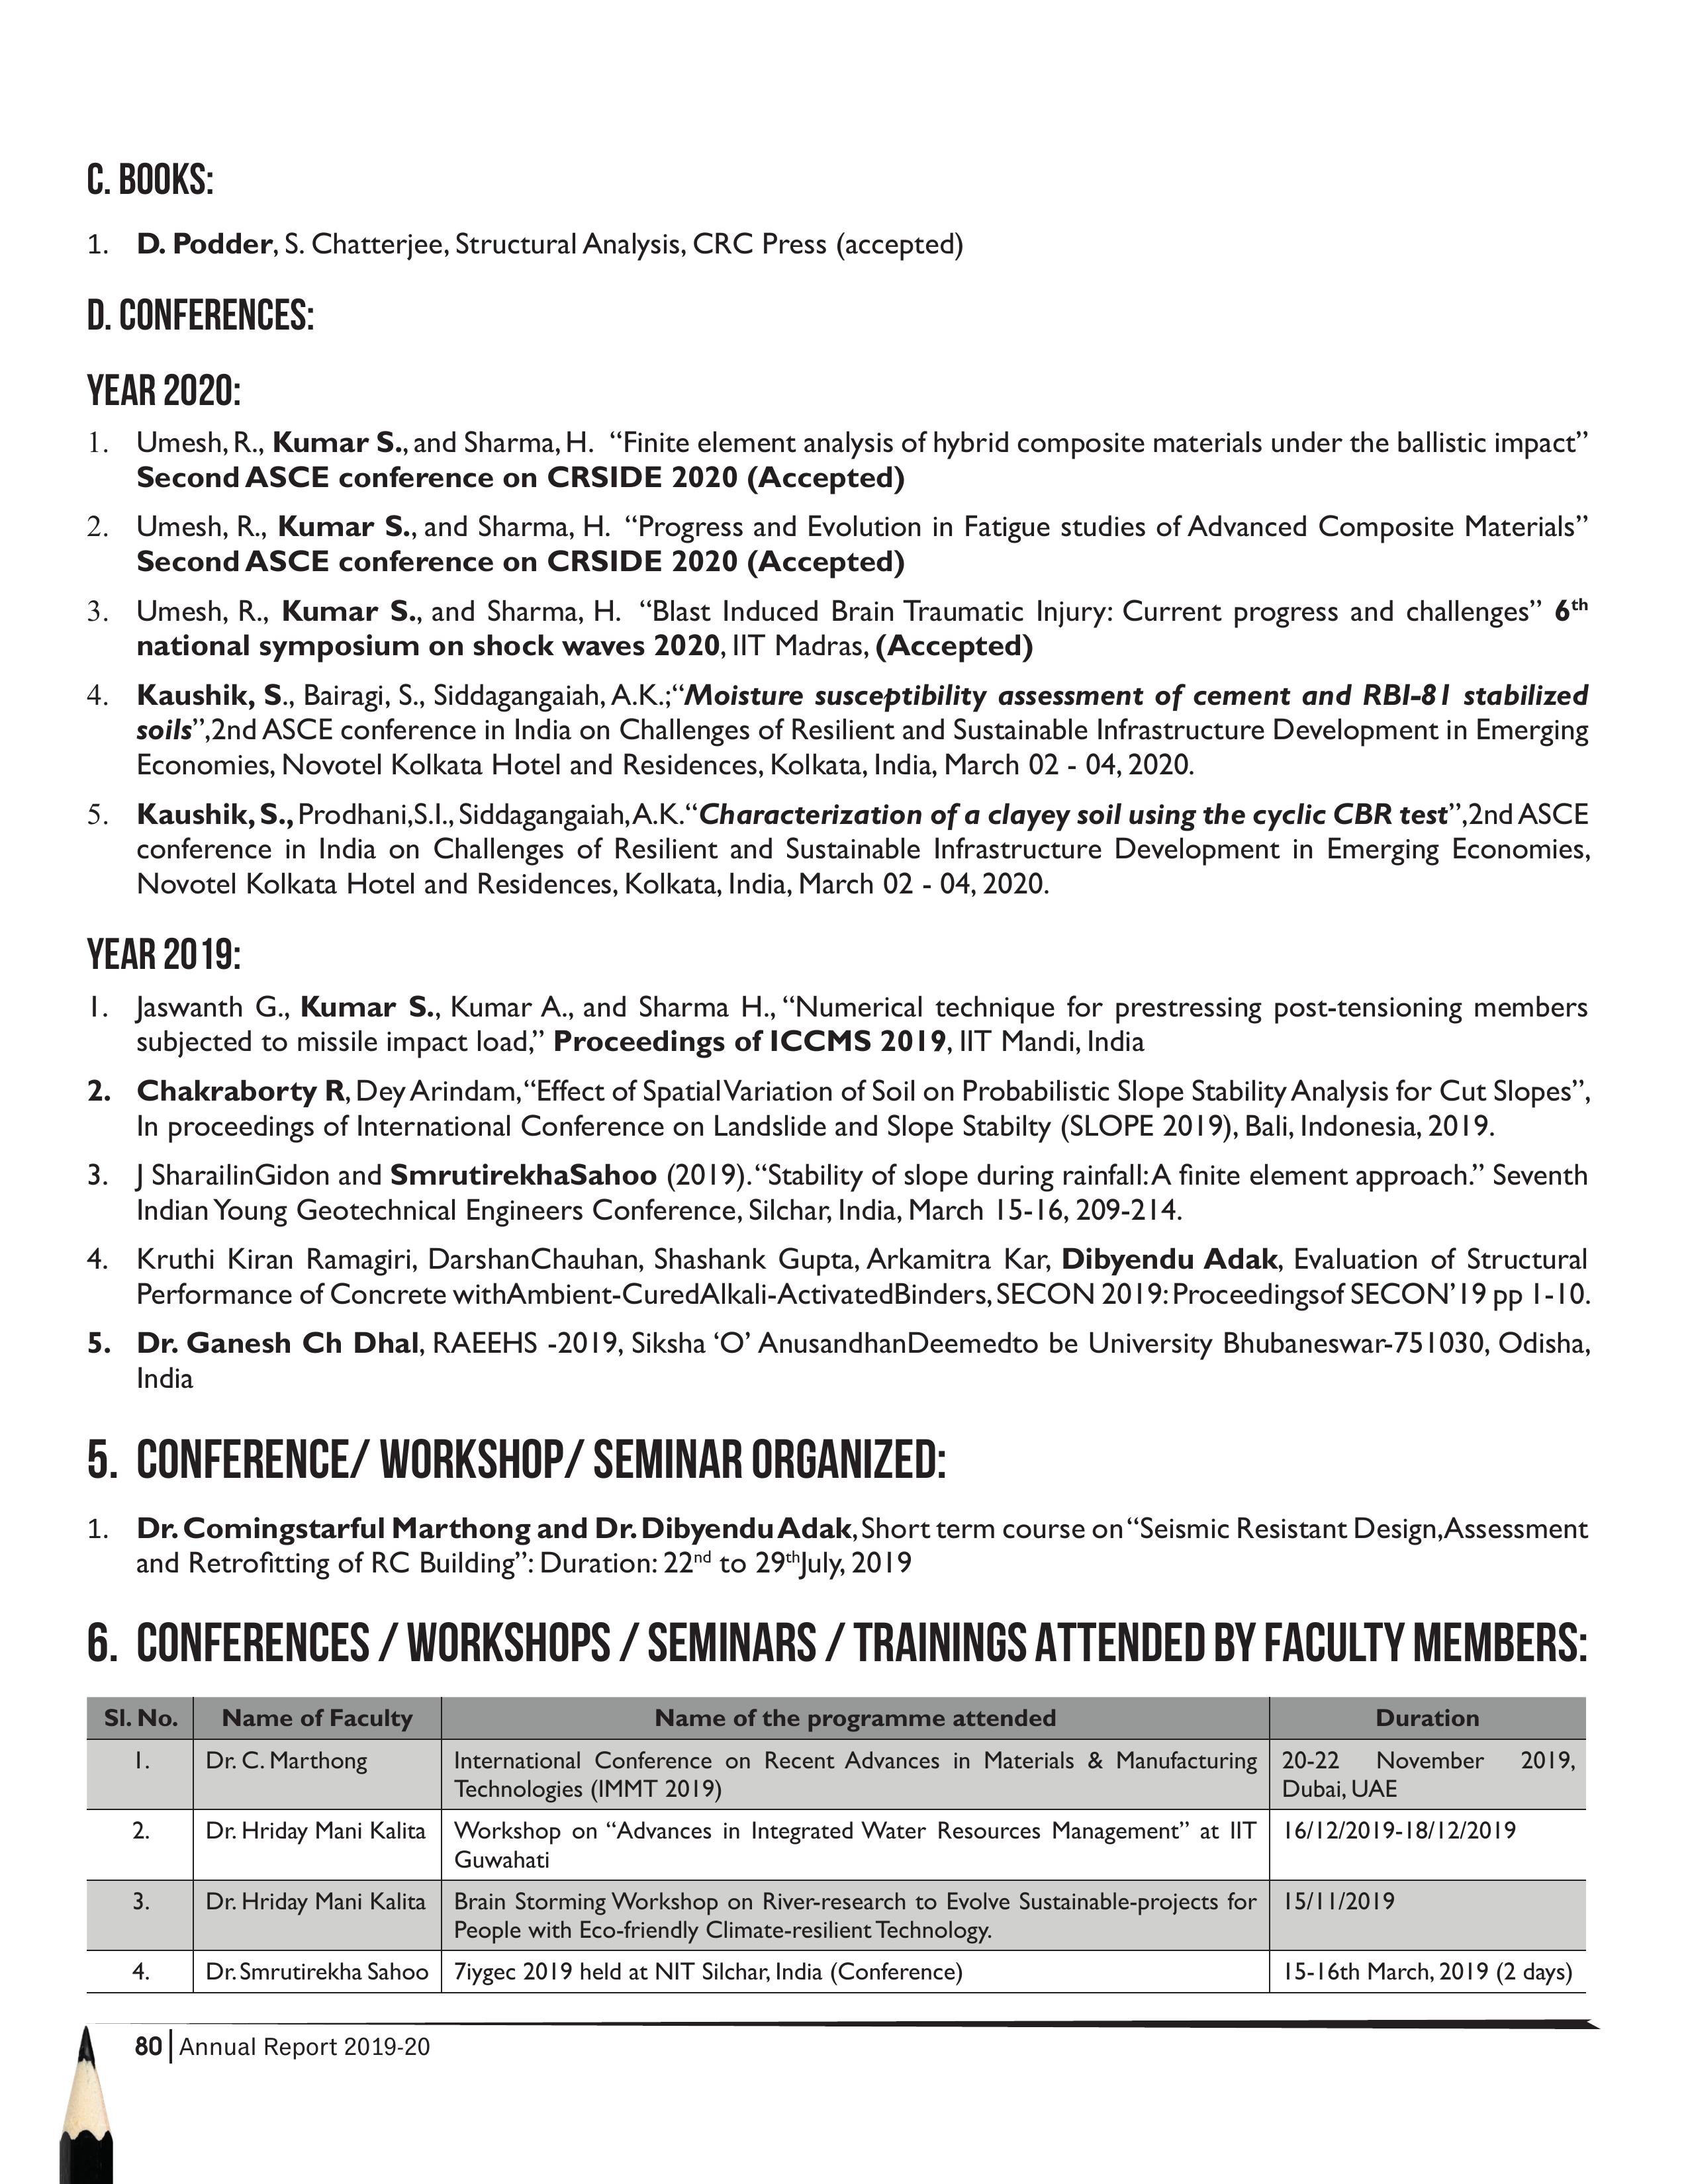 C. BOOKS:
1. D. Podder, S. Chatterjee, Structural Analysis, CRC Press (accepted)
D. CONFERENCES:
YEAR 2020:
1. Umesh, R., Kumar S., and Sharma, H. “Finite element analysis of hybrid composite materials under the ballistic impact”
Second ASCE conference on CRSIDE 2020 (Accepted)
2. Umesh, R., Kumar S., and Sharma, H. “Progress and Evolution in Fatigue studies of Advanced Composite Materials”
Second ASCE conference on CRSIDE 2020 (Accepted)
3. Umesh, R., Kumar S., and Sharma, H. “Blast Induced Brain Traumatic Injury: Current progress and challenges” 6th
national symposium on shock waves 2020, IIT Madras, (Accepted)
4. Kaushik, S., Bairagi, S., Siddagangaiah, A.K.;“Moisture susceptibility assessment of cement and RBI-81 stabilized
soils”,2nd ASCE conference in India on Challenges of Resilient and Sustainable Infrastructure Development in Emerging
Economies, Novotel Kolkata Hotel and Residences, Kolkata, India, March 02 - 04, 2020.
5. Kaushik, S., Prodhani,S.I., Siddagangaiah,A.K.“Characterization of a clayey soil using the cyclic CBR test”,2nd ASCE
conference in India on Challenges of Resilient and Sustainable Infrastructure Development in Emerging Economies,
Novotel Kolkata Hotel and Residences, Kolkata, India, March 02 - 04, 2020.
YEAR 2019:
1. Jaswanth G., Kumar S., Kumar A., and Sharma H., “Numerical technique for prestressing post-tensioning members
subjected to missile impact load,” Proceedings of ICCMS 2019, IIT Mandi, India
2. Chakraborty R, Dey Arindam, “Effect of Spatial Variation of Soil on Probabilistic Slope Stability Analysis for Cut Slopes”,
In proceedings of International Conference on Landslide and Slope Stabilty (SLOPE 2019), Bali, Indonesia, 2019.
3. J SharailinGidon and SmrutirekhaSahoo (2019). “Stability of slope during rainfall: A finite element approach.” Seventh
Indian Young Geotechnical Engineers Conference, Silchar, India, March 15-16, 209-214.
4. Kruthi Kiran Ramagiri, DarshanChauhan, Shashank Gupta, Arkamitra Kar, Dibyendu Adak, Evaluation of Structural
Performance of Concrete withAmbient-CuredAlkali-ActivatedBinders, SECON 2019: Proceedingsof SECON’19 pp 1-10.
5. Dr. Ganesh Ch Dhal, RAEEHS -2019, Siksha ‘O’ AnusandhanDeemedto be University Bhubaneswar-751030, Odisha,
India
5. CONFERENCE/ WORKSHOP/ SEMINAR ORGANIZED:
1. Dr. Comingstarful Marthong and Dr. Dibyendu Adak, Short term course on “Seismic Resistant Design, Assessment
and Retrofitting of RC Building”: Duration: 22nd to 29thJuly, 2019
6. CONFERENCES / WORKSHOPS / SEMINARS / TRAININGS ATTENDED BY FACULTY MEMBERS:
Sl. No. Name of Faculty Name of the programme attended Duration
1. Dr. C. Marthong International Conference on Recent Advances in Materials & Manufacturing 20-22 November 2019,
Technologies (IMMT 2019) Dubai, UAE
2. Dr. Hriday Mani Kalita Workshop on “Advances in Integrated Water Resources Management” at IIT 16/12/2019-18/12/2019
Guwahati
3. Dr. Hriday Mani Kalita Brain Storming Workshop on River-research to Evolve Sustainable-projects for 15/11/2019
People with Eco-friendly Climate-resilient Technology.
4. Dr. Smrutirekha Sahoo 7iygec 2019 held at NIT Silchar, India (Conference) 15-16th March, 2019 (2 days)
80 Annual Report 2019-20